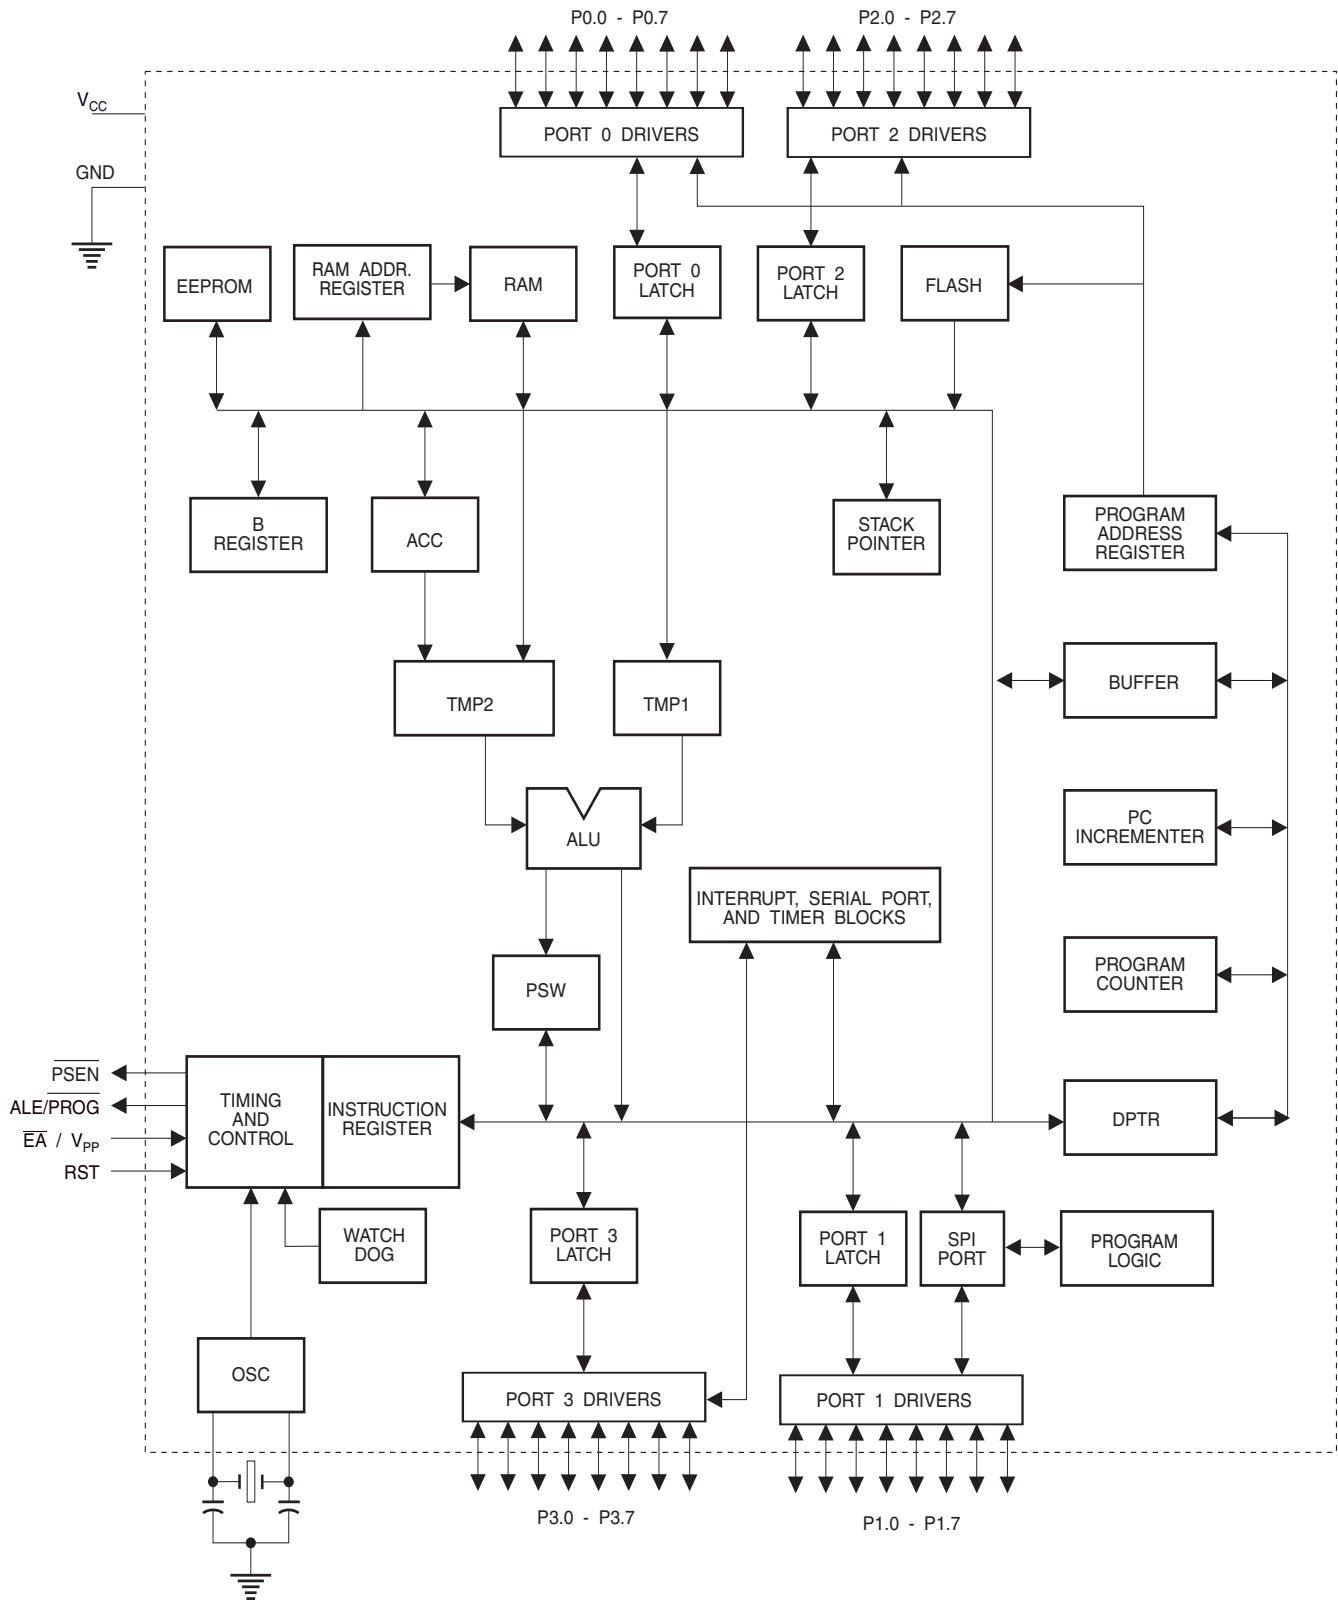 P0.0 - P0.7
P2.0 - P2.7
VCC
PORT 0 DRIVERS
PORT 2 DRIVERS
GND
EEPROM
RAM ADDR.
REGISTER
RAM
PORT 0
LATCH
PORT 2
LATCH
FLASH
B
REGISTER
ACC
STACK
POINTER
PROGRAM
ADDRESS
REGISTER
TMP2
TMP1
BUFFER
ALU
PC
INCREMENTER
INTERRUPT, SERIAL PORT,
AND TIMER BLOCKS
PSW
PROGRAM
COUNTER
PSEN
ALE/PROG
EA / VPP
RST
TIMING
AND
CONTROL
INSTRUCTION
REGISTER
DPTR
WATCH
DOG
PORT 3
LATCH
PORT 1
LATCH
SPI
PORT
PROGRAM
LOGIC
OSC
PORT 3 DRIVERS
PORT 1 DRIVERS
P3.0 - P3.7
P1.0 - P1.7